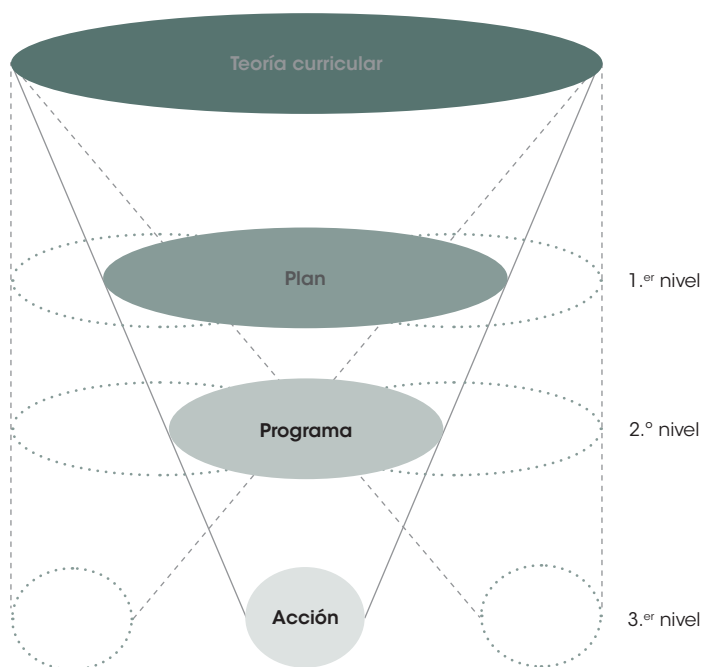 Teoría curricular
Plan
1.er nivel
Programa
2.º nivel
Acción
3.er nivel